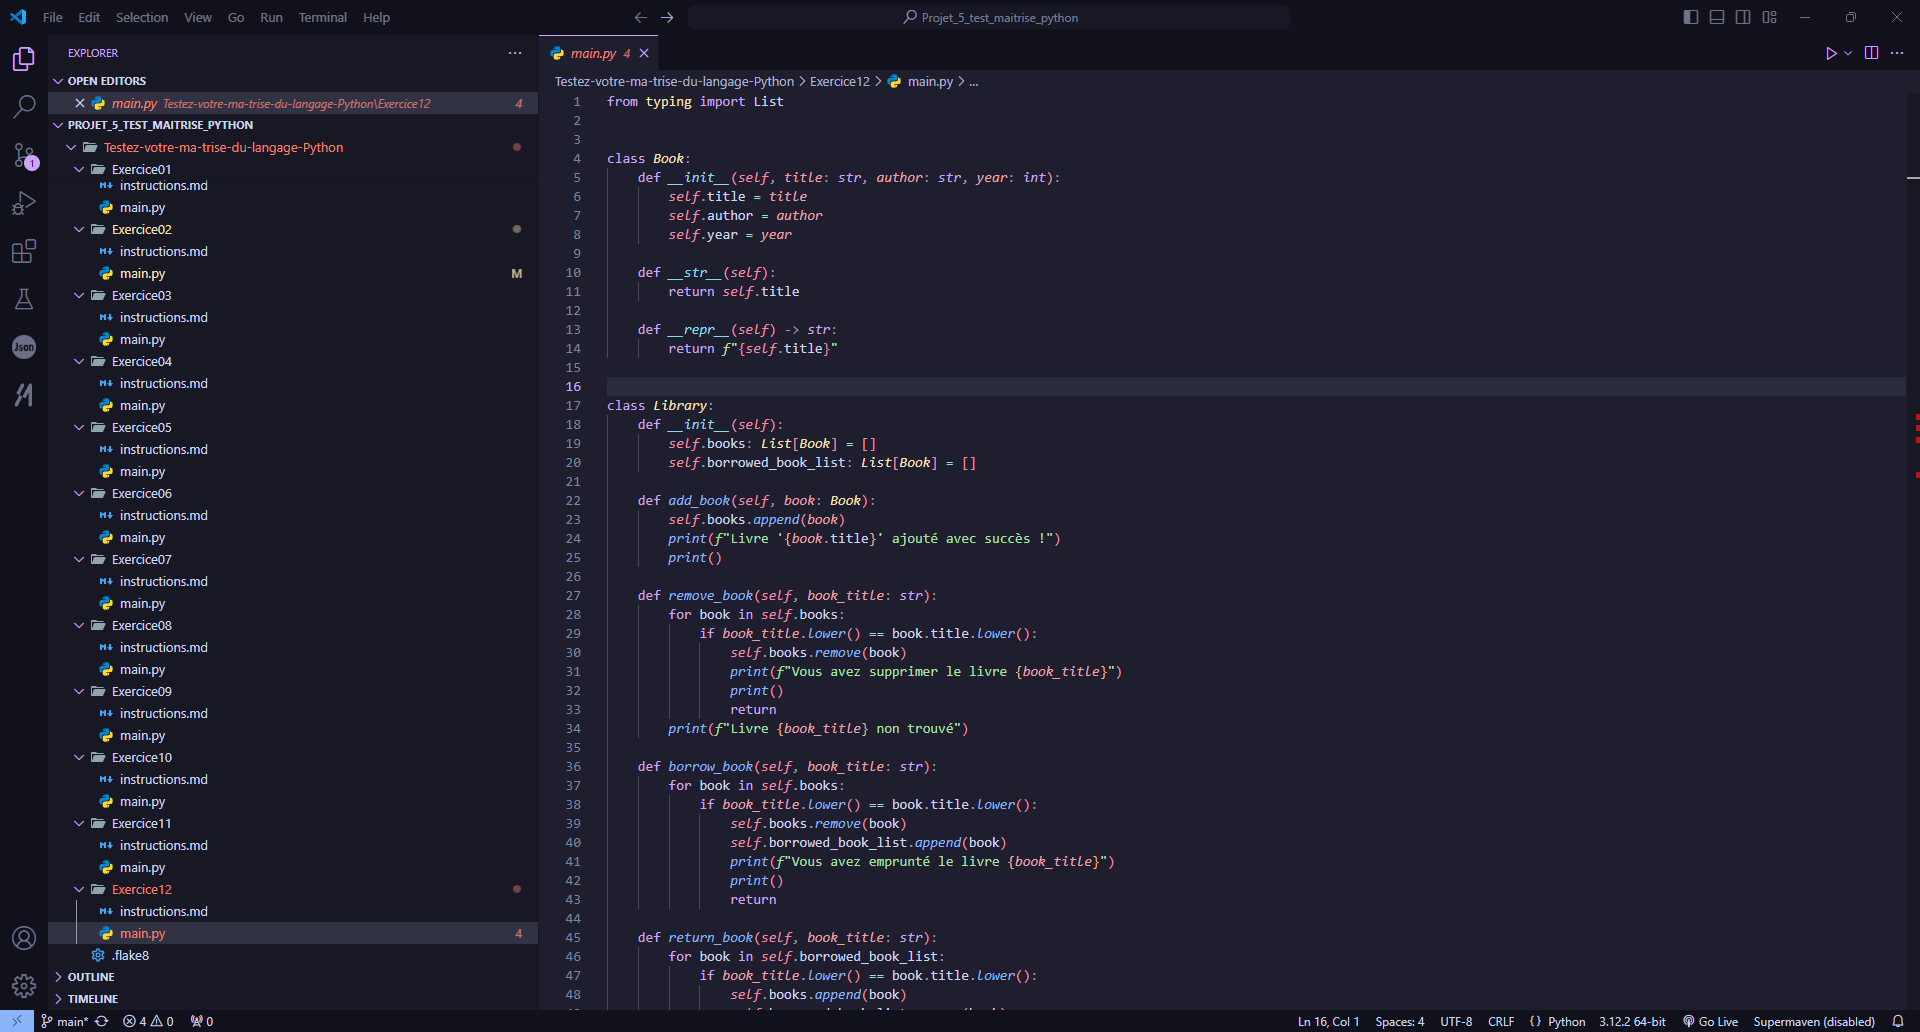 File Edit Selection View Go Run Terminal Help
Projet_5_test_maitrise_python
EXPLORER
OPEN EDITORS
main.py Testez-votre-ma-trise-du-langage-Python\Exercice12 4
PROJET_5_TEST_MAITRISE_PYTHON
Testez-votre-ma-trise-du-langage-Python
Exercice01
instructions.md
main.py
Exercice02
instructions.md
main.py M
Exercice03
instructions.md
main.py
Exercice04
instructions.md
main.py
Exercice05
instructions.md
main.py
Exercice06
instructions.md
main.py
Exercice07
instructions.md
main.py
Exercice08
instructions.md
main.py
Exercice09
instructions.md
main.py
Exercice10
instructions.md
main.py
Exercice11
instructions.md
main.py
Exercice12
instructions.md
main.py 4
.flake8
OUTLINE
TIMELINE
1
Json
main.py 4
Testez-votre-ma-trise-du-langage-Python > Exercice12 > main.py > ...
1 from typing import List
2
3
4 class Book:
5     def __init__(self, title: str, author: str, year: int):
6         self.title = title
7         self.author = author
8         self.year = year
9
10     def __str__(self):
11         return self.title
12
13     def __repr__(self) -> str:
14         return f"{self.title}"
15
16
17 class Library:
18     def __init__(self):
19         self.books: List[Book] = []
20         self.borrowed_book_list: List[Book] = []
21
22     def add_book(self, book: Book):
23         self.books.append(book)
24         print(f"Livre '{book.title}' ajouté avec succès !")
25         print()
26
27     def remove_book(self, book_title: str):
28         for book in self.books:
29             if book_title.lower() == book.title.lower():
30                 self.books.remove(book)
31                 print(f"Vous avez supprimer le livre {book_title}")
32                 print()
33                 return
34         print(f"Livre {book_title} non trouvé")
35
36     def borrow_book(self, book_title: str):
37         for book in self.books:
38             if book_title.lower() == book.title.lower():
39                 self.books.remove(book)
40                 self.borrowed_book_list.append(book)
41                 print(f"Vous avez emprunté le livre {book_title}")
42                 print()
43                 return
44
45     def return_book(self, book_title: str):
46         for book in self.borrowed_book_list:
47             if book_title.lower() == book.title.lower():
48                 self.books.append(book)
main* 4 0 0
Ln 16, Col 1 Spaces: 4 UTF-8 CRLF {} Python 3.12.2 64-bit Go Live Supermaven (disabled)